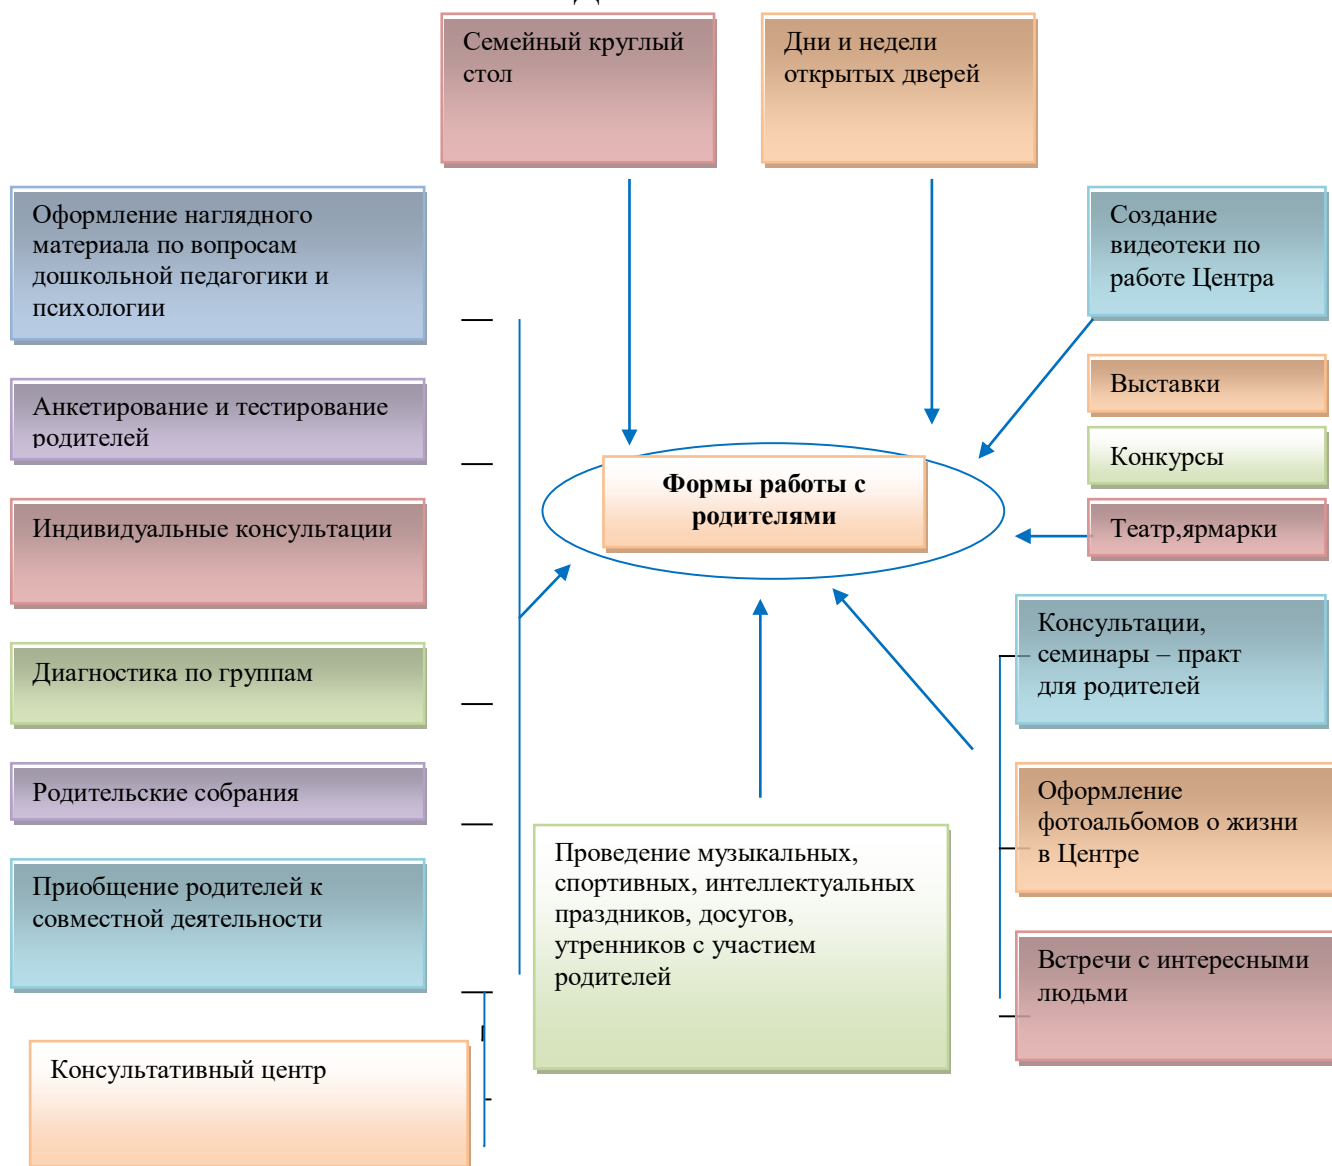 Семейный круглый
стол
Дни и недели
открытых дверей
Оформление наглядного
материала по вопросам
дошкольной педагогики и
психологии
Создание
видеотеки по
работе Центра
Анкетирование и тестирование
родителей
Выставки
Конкурсы
Формы работы с
родителями
Индивидуальные консультации
Театр,ярмарки
Консультации,
семинары – практ
для родителей
Диагностика по группам
Родительские собрания
Оформление
фотоальбомов о жизни
в Центре
Проведение музыкальных,
спортивных, интеллектуальных
праздников, досугов,
утренников с участием
родителей
Приобщение родителей к
совместной деятельности
Встречи с интересными
людьми
Консультативный центр